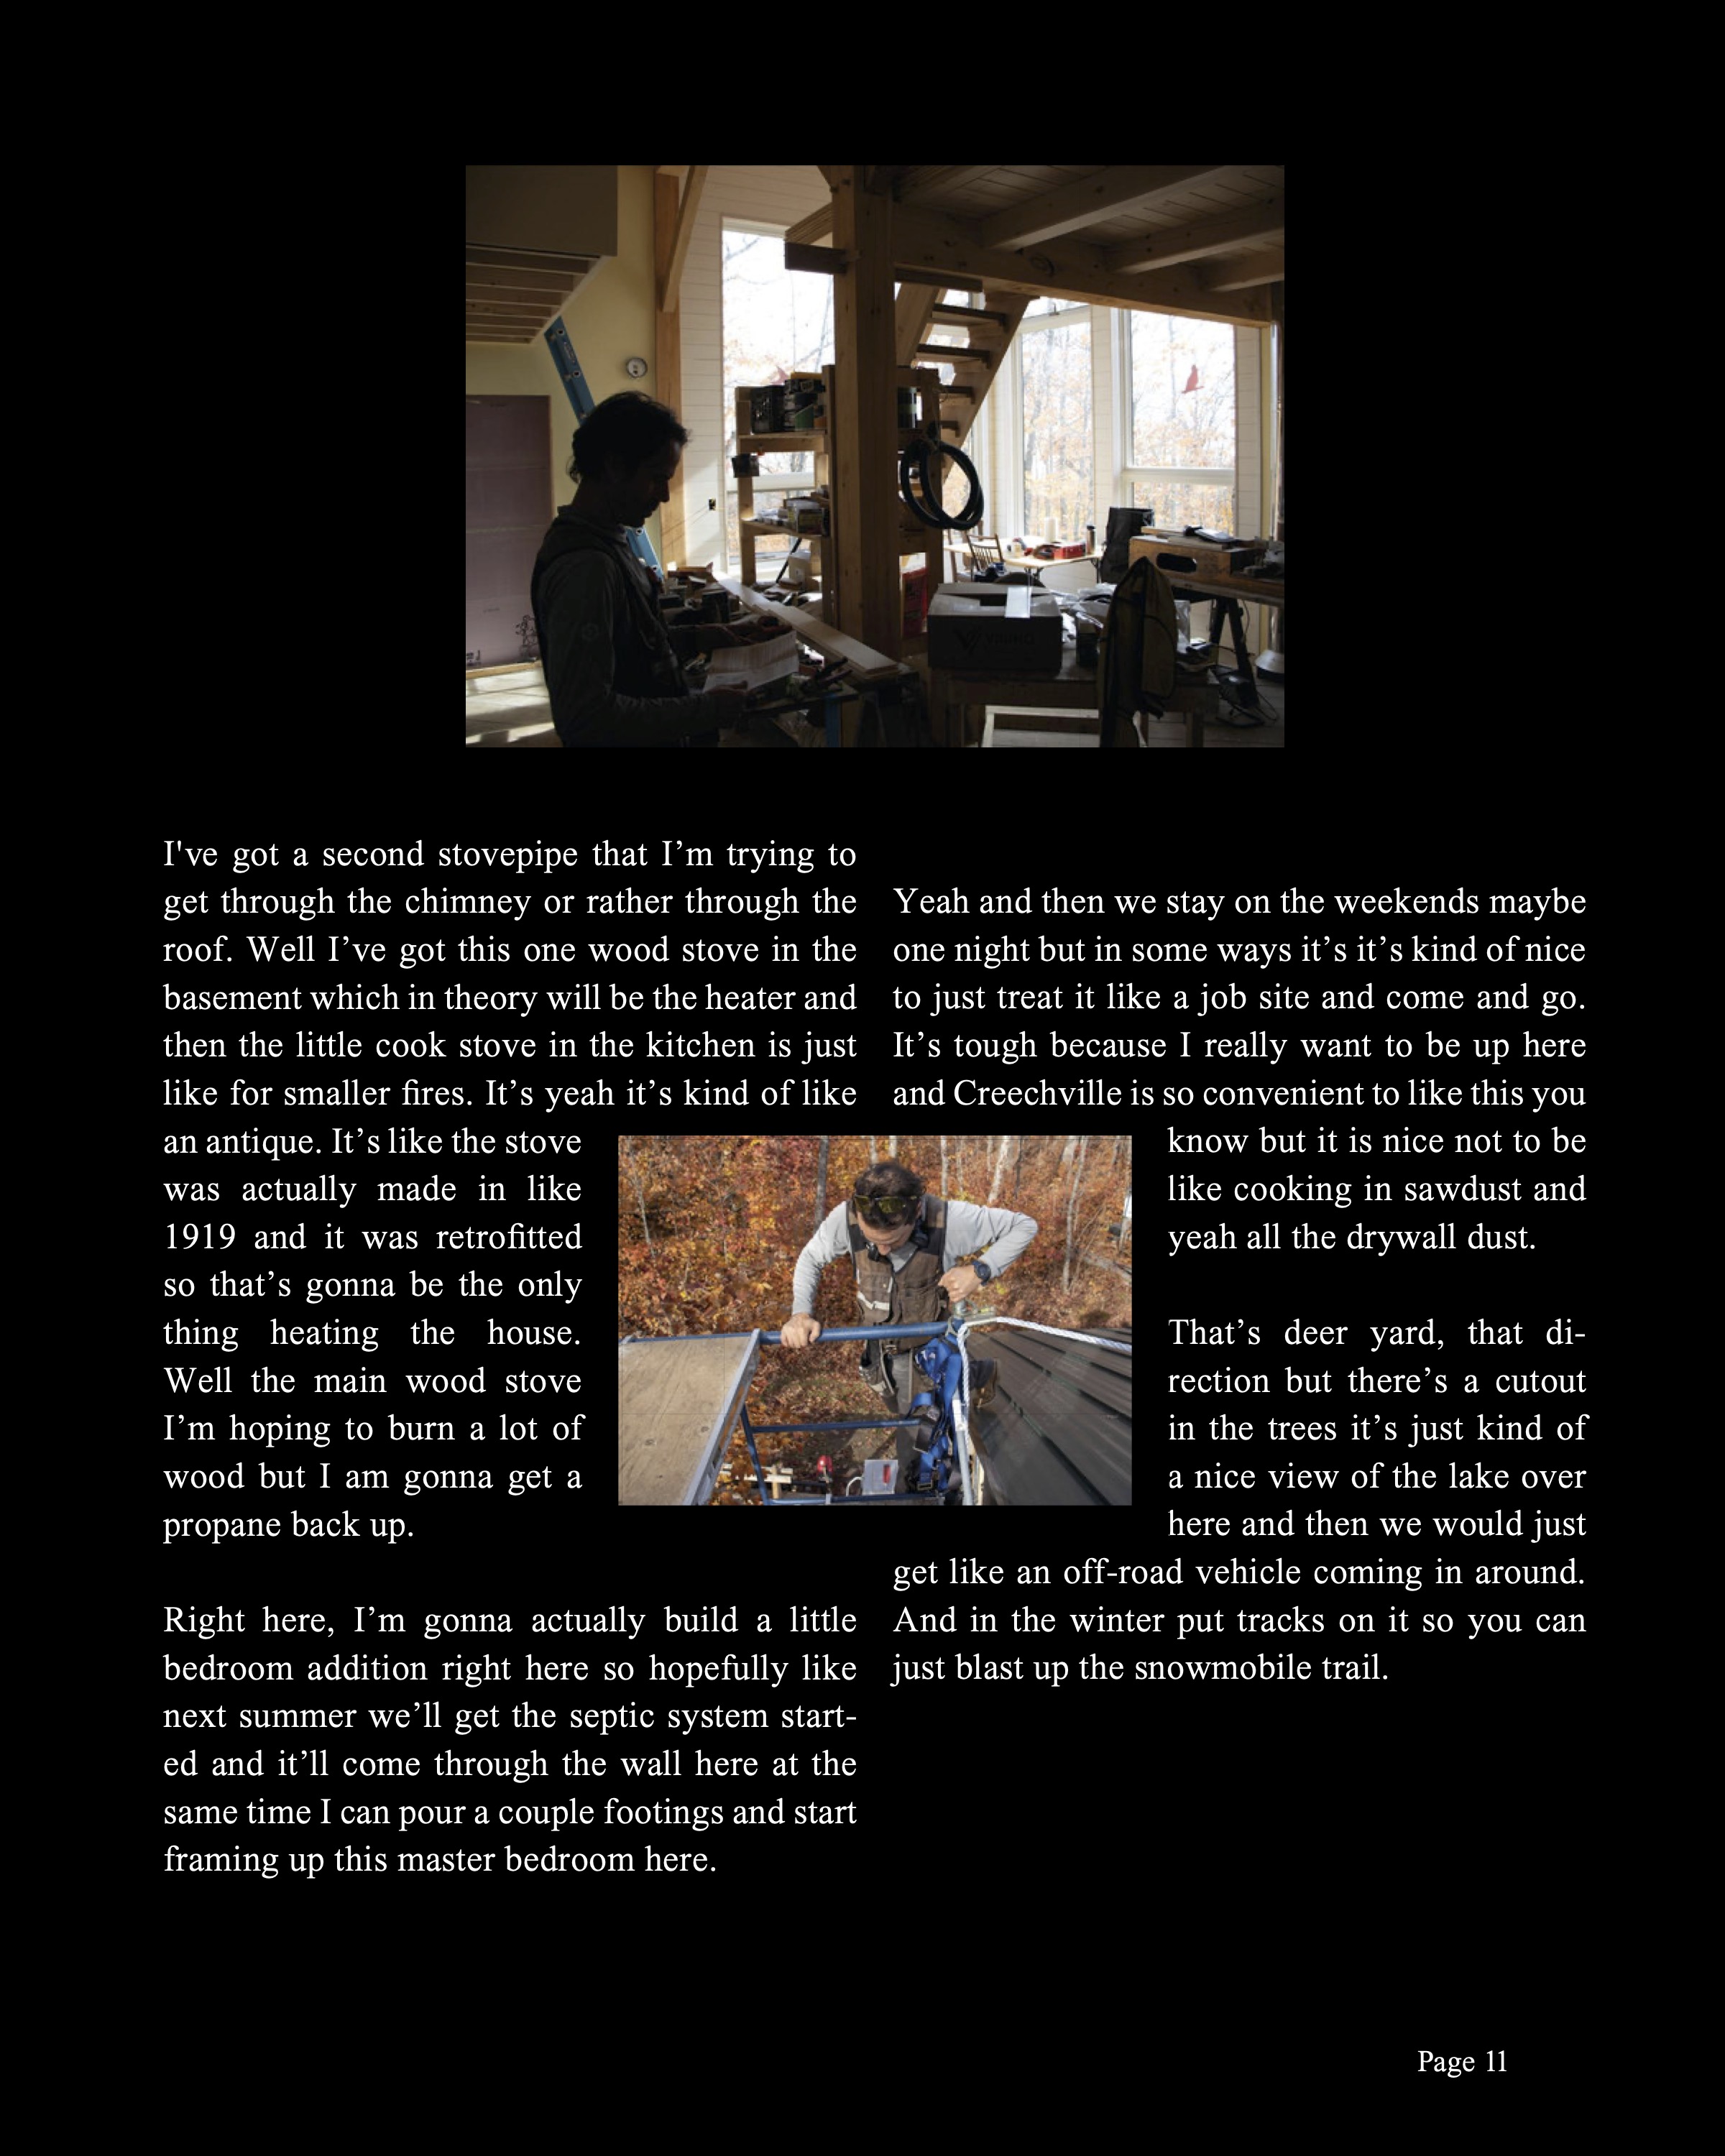 I've got a second stovepipe that I’m trying to
get through the chimney or rather through the
roof. Well I’ve got this one wood stove in the
basement which in theory will be the heater and
then the little cook stove in the kitchen is just
like for smaller fires. It’s yeah it’s kind of like
an antique. It’s like the stove
was actually made in like
1919 and it was retrofitted
so that’s gonna be the only
thing heating the house.
Well the main wood stove
I’m hoping to burn a lot of
wood but I am gonna get a
propane back up.
Right here, I’m gonna actually build a little
bedroom addition right here so hopefully like
next summer we’ll get the septic system start-
ed and it’ll come through the wall here at the
same time I can pour a couple footings and start
framing up this master bedroom here.
Yeah and then we stay on the weekends maybe
one night but in some ways it’s it’s kind of nice
to just treat it like a job site and come and go.
It’s tough because I really want to be up here
and Creechville is so convenient to like this you
know but it is nice not to be
like cooking in sawdust and
yeah all the drywall dust.
That’s deer yard, that di-
rection but there’s a cutout
in the trees it’s just kind of
a nice view of the lake over
here and then we would just
get like an off-road vehicle coming in around.
And in the winter put tracks on it so you can
just blast up the snowmobile trail.
Page 11